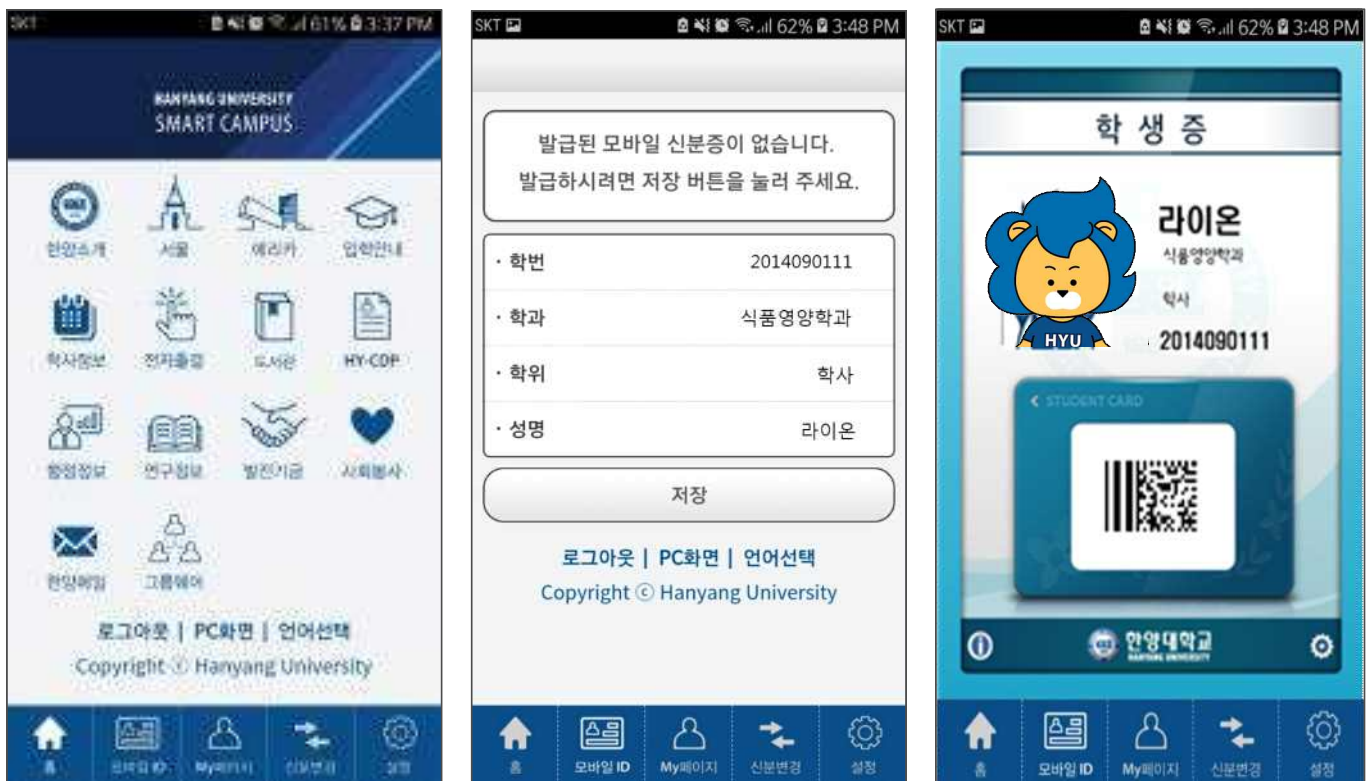 SKT 61% 3:37 PM
HANYANG UNIVERSITY
SMART CAMPUS
한양소개 서울 에리카 입학안내
학사정보 전자출결 도서관 HY-CDP
행정정보 연구정보 발전기금 사회봉사
한양메일 그룹웨어
로그아웃 | PC화면 | 언어선택
Copyright ⓒ Hanyang University
홈 모바일 ID My페이지 신분변경 설정
SKT 62% 3:48 PM
발급된 모바일 신분증이 없습니다.
발급하시려면 저장 버튼을 눌러 주세요.
· 학번 2014090111
· 학과 식품영양학과
· 학위 학사
· 성명 라이온
저장
로그아웃 | PC화면 | 언어선택
Copyright ⓒ Hanyang University
홈 모바일 ID My페이지 신분변경 설정
SKT 62% 3:48 PM
학생증
라이온
식품영양학과
학사
2014090111
HYU
< STUDENT CARD
한양대학교
HANYANG UNIVERSITY
홈 모바일 ID My페이지 신분변경 설정